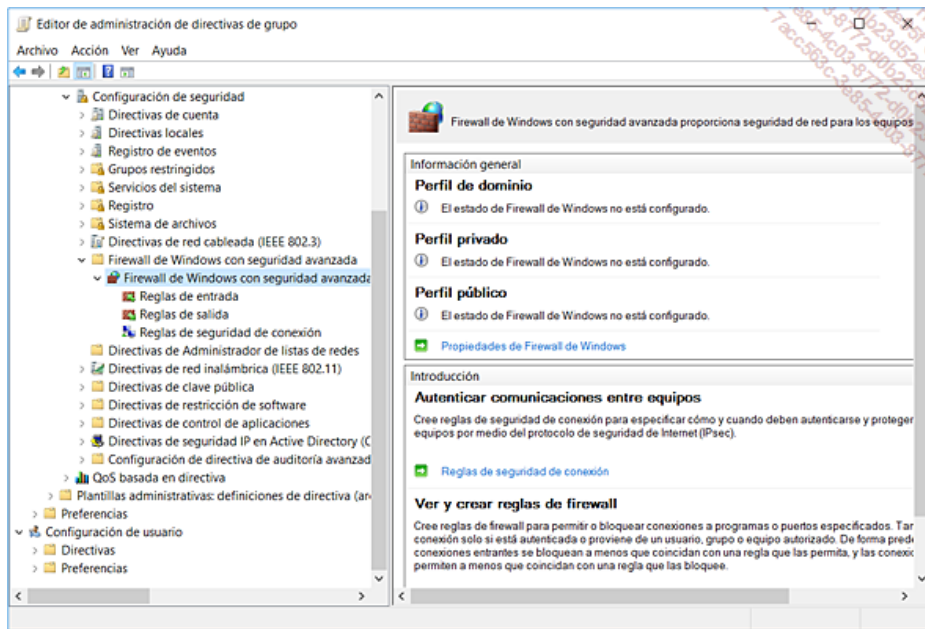 Editor de administración de directivas de grupo
Archivo Acción Ver Ayuda
Configuración de seguridad
Directivas de cuenta
Directivas locales
Registro de eventos
Grupos restringidos
Servicios del sistema
Registro
Sistema de archivos
Directivas de red cableada (IEEE 802.3)
Firewall de Windows con seguridad avanzada
Firewall de Windows con seguridad avanzada
Reglas de entrada
Reglas de salida
Reglas de seguridad de conexión
Directivas de Administrador de listas de redes
Directivas de red inalámbrica (IEEE 802.11)
Directivas de clave pública
Directivas de restricción de software
Directivas de control de aplicaciones
Directivas de seguridad IP en Active Directory (C
Configuración de directiva de auditoría avanzad
QoS basada en directiva
Plantillas administrativas: definiciones de directiva (ar
Preferencias
Configuración de usuario
Directivas
Preferencias
Firewall de Windows con seguridad avanzada proporciona seguridad de red para los equipos
Información general
Perfil de dominio
El estado de Firewall de Windows no está configurado.
Perfil privado
El estado de Firewall de Windows no está configurado.
Perfil público
El estado de Firewall de Windows no está configurado.
Propiedades de Firewall de Windows
Introducción
Autenticar comunicaciones entre equipos
Cree reglas de seguridad de conexión para especificar cómo y cuando deben autenticarse y proteger
equipos por medio del protocolo de seguridad de Internet (IPsec).
Reglas de seguridad de conexión
Ver y crear reglas de firewall
Cree reglas de firewall para permitir o bloquear conexiones a programas o puertos especificados. Tar
conexión solo si está autenticada o proviene de un usuario, grupo o equipo autorizado. De forma prede
conexiones entrantes se bloquean a menos que coincidan con una regla que las permita, y las conexic
permiten a menos que coincidan con una regla que las bloquee.